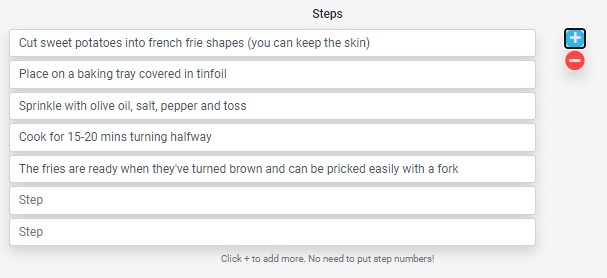 Steps
Cut sweet potatoes into french frie shapes (you can keep the skin)
Place on a baking tray covered in tinfoil
Sprinkle with olive oil, salt, pepper and toss
Cook for 15-20 mins turning halfway
The fries are ready when they've turned brown and can be pricked easily with a fork
Step
Step
Click + to add more. No need to put step numbers!